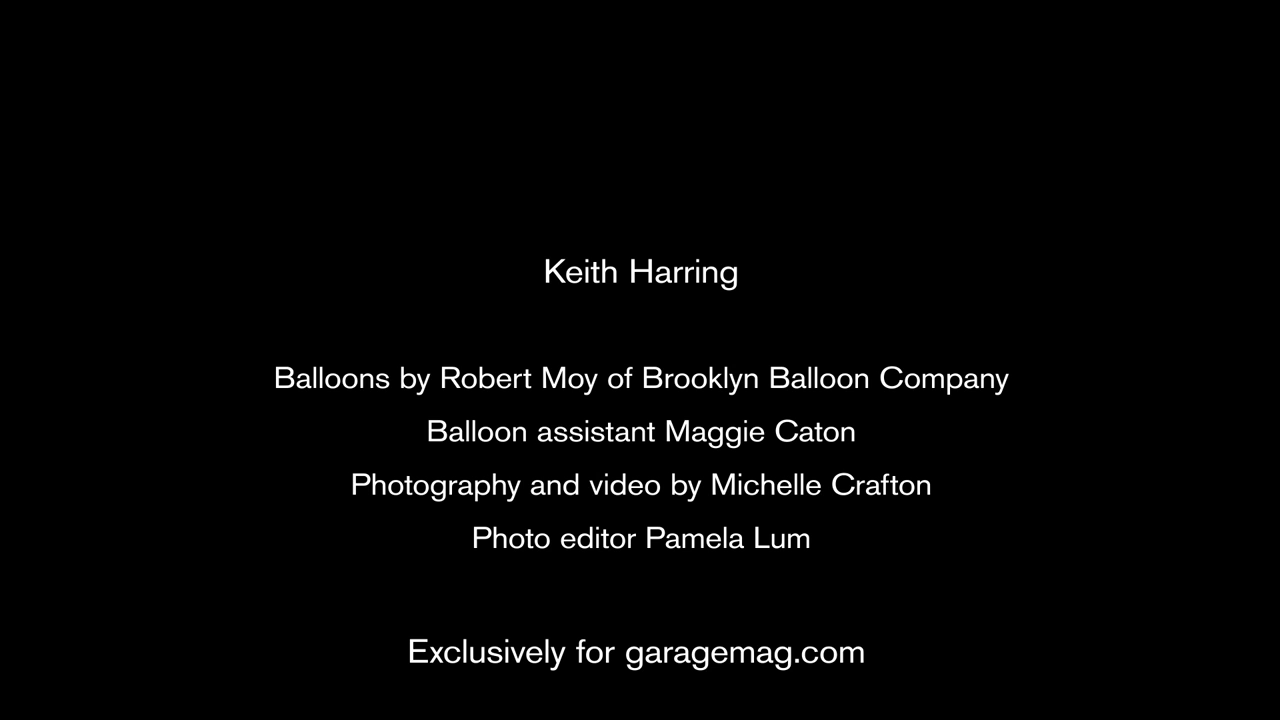 Keith Harring
Balloons by Robert Moy of Brooklyn Balloon Company
Balloon assistant Maggie Caton
Photography and video by Michelle Crafton
Photo editor Pamela Lum
Exclusively for garagemag.com